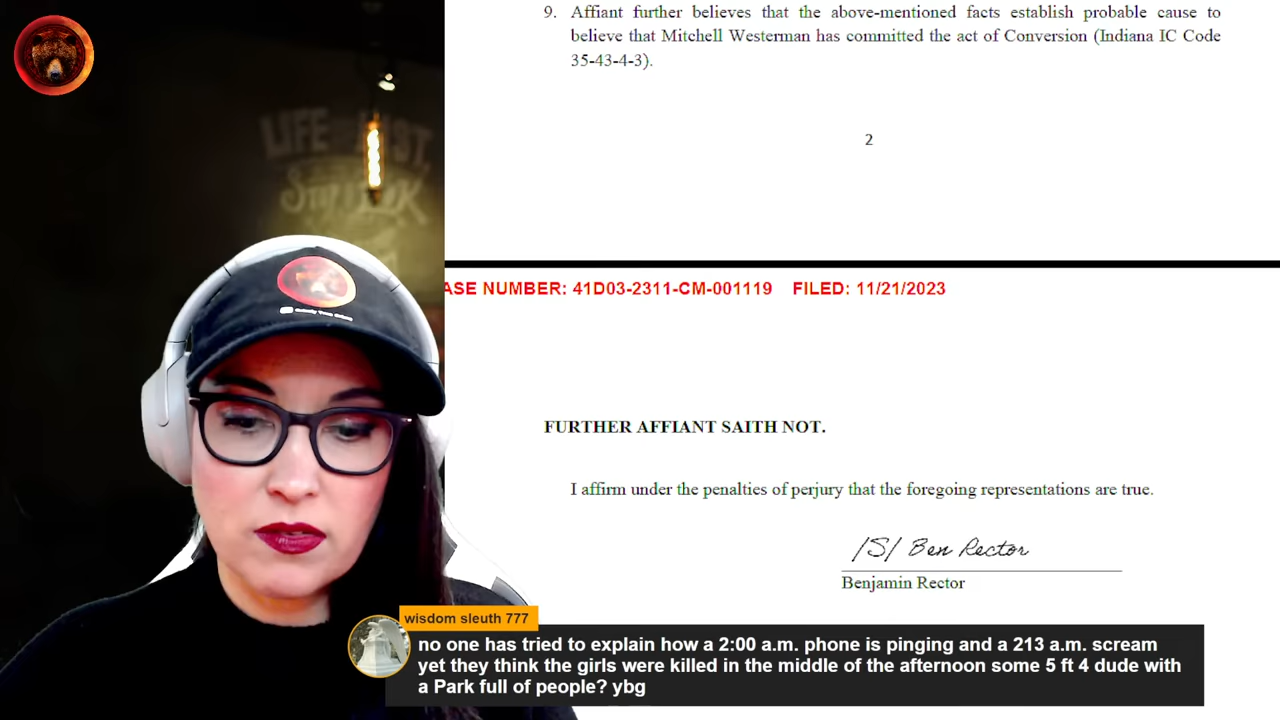 9. Affiant further believes that the above-mentioned facts establish probable cause to
believe that Mitchell Westerman has committed the act of Conversion (Indiana IC Code
35-43-4-3).
2
ASE NUMBER: 41D03-2311-CM-001119 FILED: 11/21/2023
FURTHER AFFIANT SAITH NOT.
I affirm under the penalties of perjury that the foregoing representations are true.
/S/ Ben Rector
Benjamin Rector
LIFE
wisdom sleuth 777
no one has tried to explain how a 2:00 a.m. phone is pinging and a 213 a.m. scream
yet they think the girls were killed in the middle of the afternoon some 5 ft 4 dude with
a Park full of people? ybg